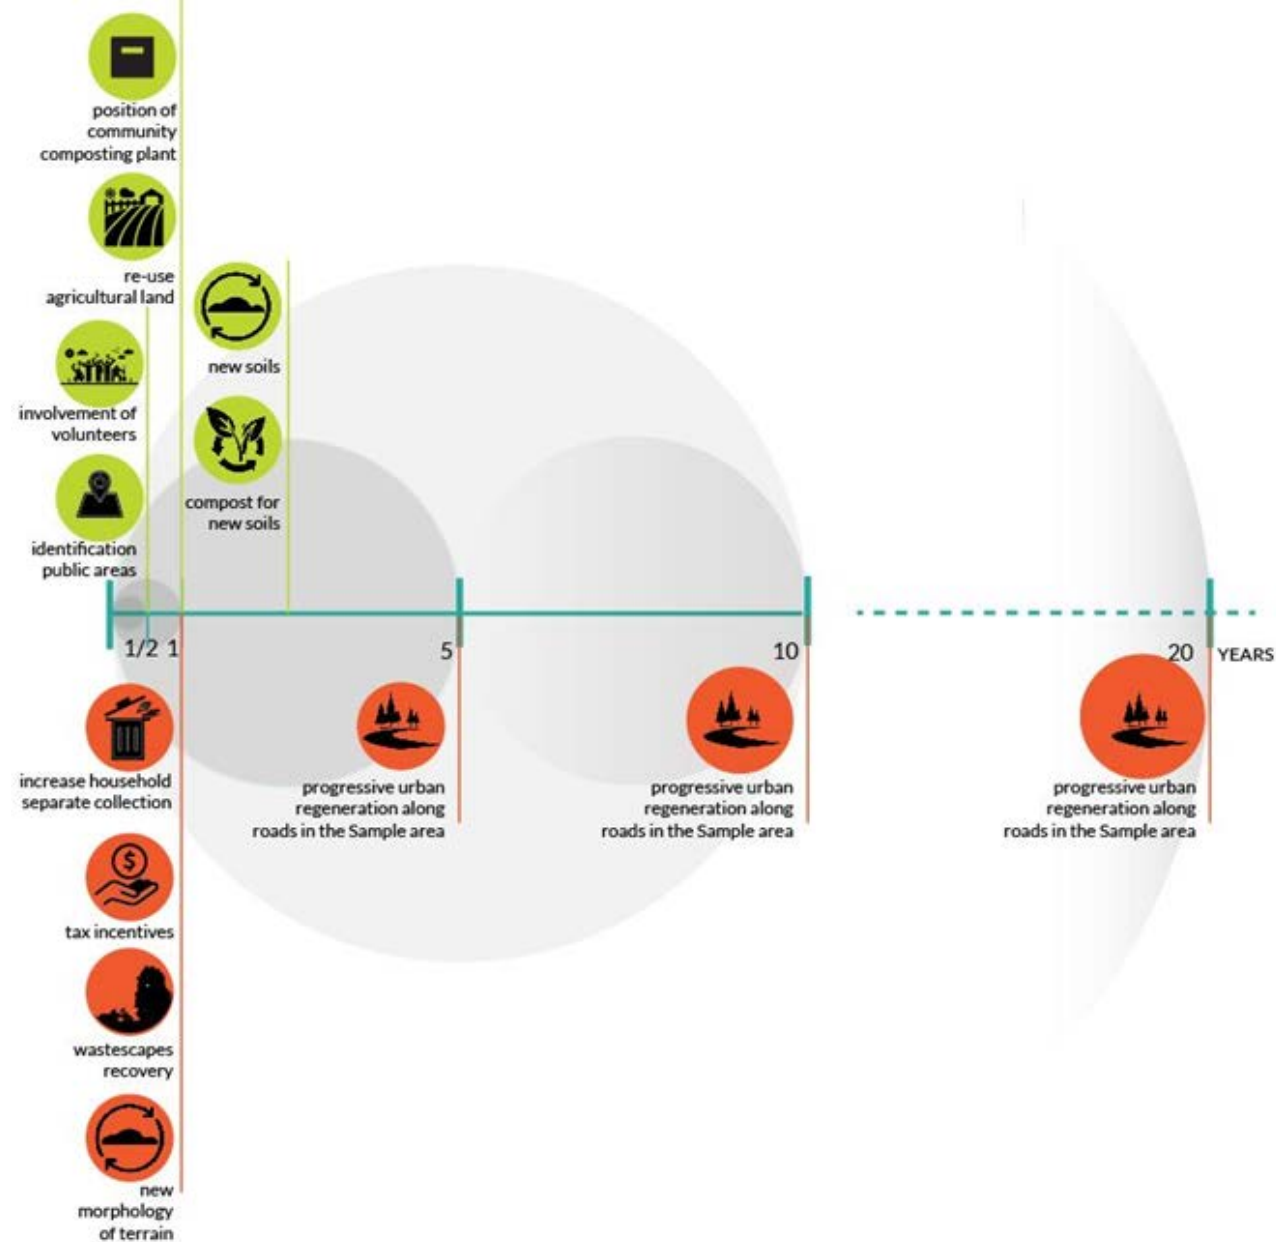 position of
community
composting plant
re-use
agricultural land
involvement of
volunteers
identification
public areas
new soils
compost for
new soils
1/2 1
5
10
20 YEARS
increase household
separate collection
tax incentives
$
wastescapes
recovery
new
morphology
of terrain
progressive urban
regeneration along
roads in the Sample area
progressive urban
regeneration along
roads in the Sample area
progressive urban
regeneration along
roads in the Sample area